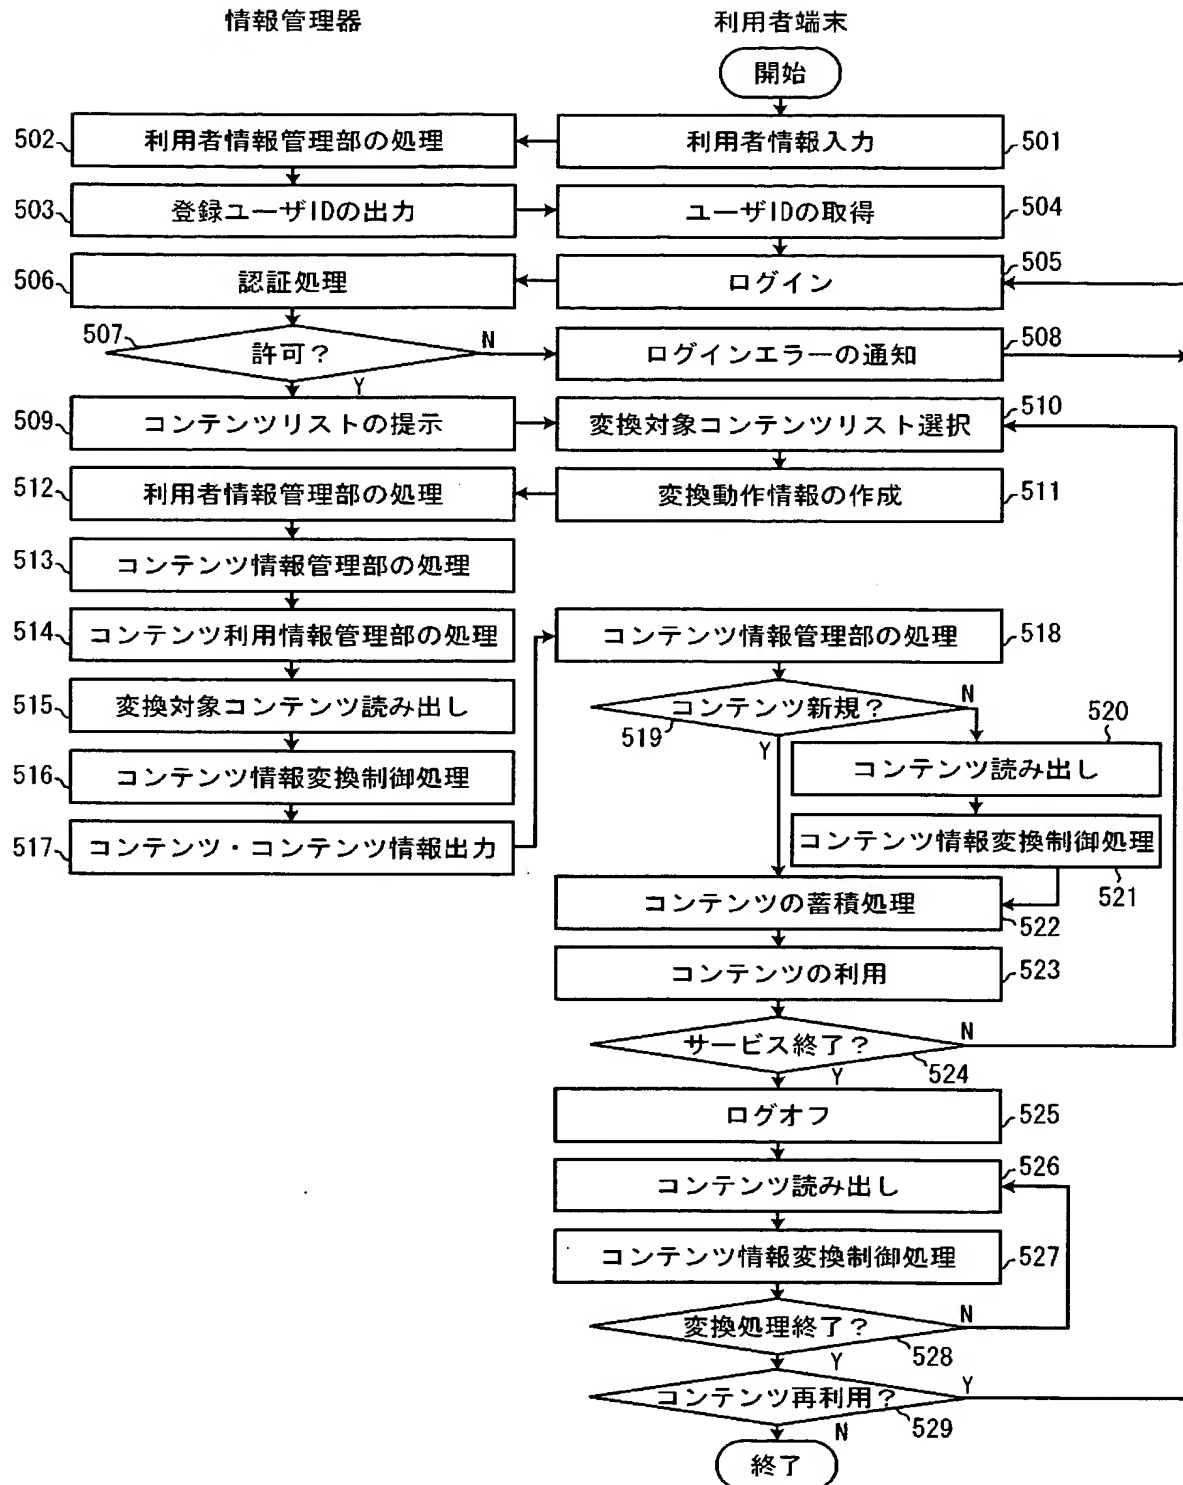 情報管理器
利用者端末
開始
502 利用者情報管理部の処理
利用者情報入力 501
503 登録ユーザIDの出力
ユーザIDの取得 504
506 認証処理
ログイン 505
507 許可? N Y
ログインエラーの通知 508
509 コンテンツリストの提示
変換対象コンテンツリスト選択 510
512 利用者情報管理部の処理
変換動作情報の作成 511
513 コンテンツ情報管理部の処理
514 コンテンツ利用情報管理部の処理
コンテンツ情報管理部の処理 518
515 変換対象コンテンツ読み出し
コンテンツ新規? N Y 519
520
コンテンツ読み出し
516 コンテンツ情報変換制御処理
517 コンテンツ・コンテンツ情報出力
コンテンツ情報変換制御処理
521
コンテンツの蓄積処理 522
コンテンツの利用 523
サービス終了? N Y 524
ログオフ 525
コンテンツ読み出し 526
コンテンツ情報変換制御処理 527
変換処理終了? N Y 528
コンテンツ再利用? Y N 529
終了